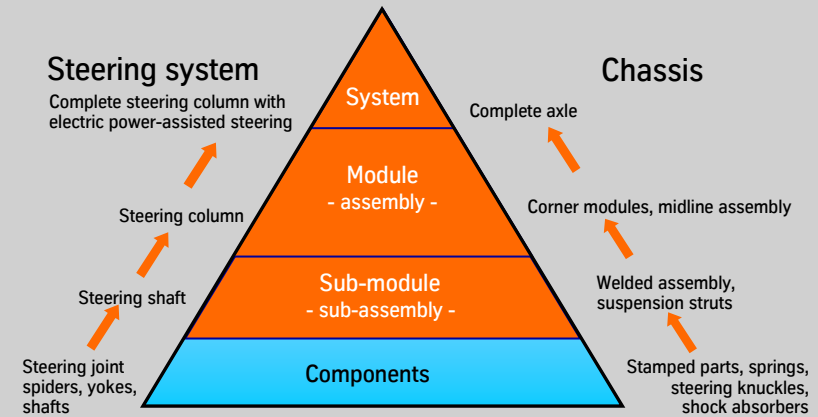 Steering system
Chassis
Complete steering column with
electric power-assisted steering
System
Complete axle
Module
- assembly -
Steering column
Corner modules, midline assembly
Sub-module
- sub-assembly -
Steering shaft
Welded assembly,
suspension struts
Steering joint
spiders, yokes,
shafts
Components
Stamped parts, springs,
steering knuckles,
shock absorbers